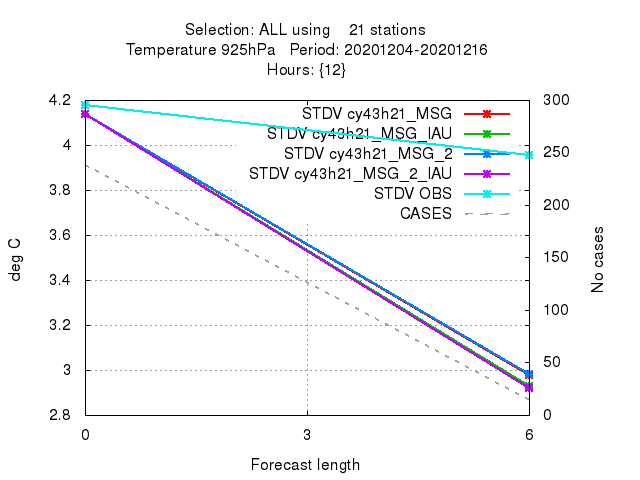 Selection: ALL using    21 stations
Temperature 925hPa   Period: 20201204-20201216
Hours: {12}
4.2
4
3.8
3.6
3.4
3.2
3
2.8
deg C
STDV cy43h21_MSG
STDV cy43h21_MSG_IAU
STDV cy43h21_MSG_2
STDV cy43h21_MSG_2_IAU
STDV OBS
CASES
300
250
200
150
100
50
0
No cases
0 3 6
Forecast length